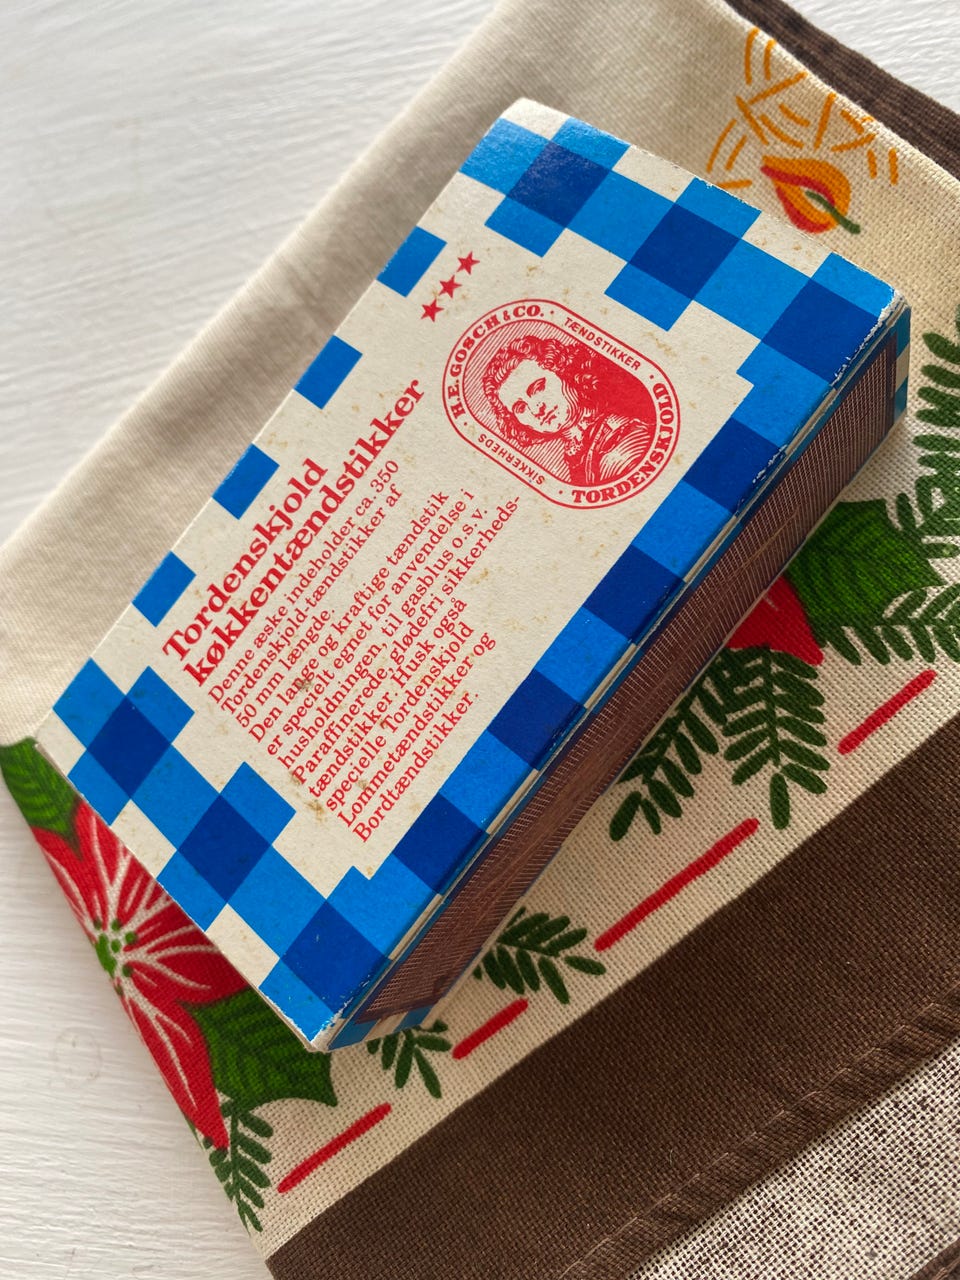 H.E. GOSCH & CO. · TÆNDSTIKKER ·
TORDENSKJOLD · SIKKERHEDS
Tordenskjold
køkkentændstikker
Denne æske indeholder ca. 350
Tordenskjold-tændstikker af
50 mm længde.
Den lange og kraftige tændstik
er specielt egnet for anvendelse i
husholdningen, til gasblus o.s.v.
Paraffinerede, glødefri sikkerheds-
tændstikker. Husk også
specielle Tordenskjold
Lommetændstikker og
Bordtændstikker.